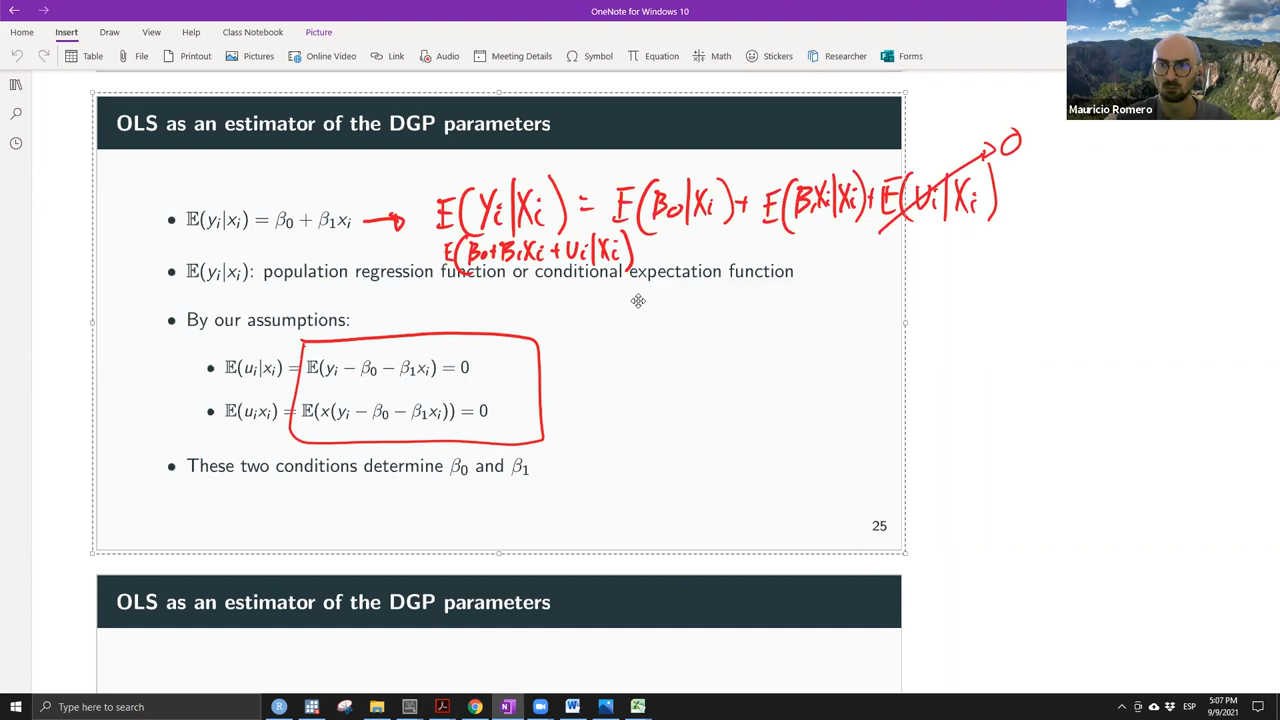 OneNote for Windows 10
Home Insert Draw View Help Class Notebook Picture
Table File Printout Pictures Online Video Link Audio Meeting Details Symbol Equation Math Stickers Researcher Forms
Mauricio Romero
OLS as an estimator of the DGP parameters
0
E(Yi|Xi) = E(B0|Xi) + E(B1Xi|Xi) + E(Ui|Xi)
• 𝔼(yᵢ|xᵢ) = β₀ + β₁xᵢ
E(B0+B1Xi + Ui|Xi)
• 𝔼(yᵢ|xᵢ): population regression function or conditional expectation function
• By our assumptions:
• 𝔼(uᵢ|xᵢ) = 𝔼(yᵢ − β₀ − β₁xᵢ) = 0
• 𝔼(uᵢxᵢ) = 𝔼(x(yᵢ − β₀ − β₁xᵢ)) = 0
• These two conditions determine β₀ and β₁
25
OLS as an estimator of the DGP parameters
Type here to search
ESP
5:07 PM
9/9/2021